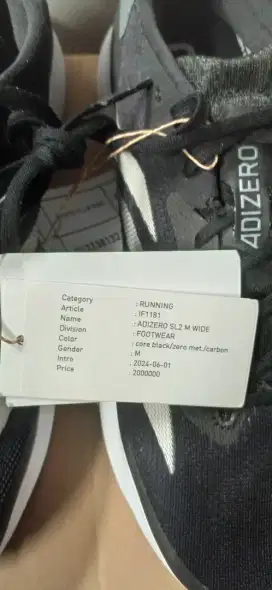 ADIZERO
Category : RUNNING
Article : IF1181
Name : ADIZERO SL2 M WIDE
Division : FOOTWEAR
Color : core black/zero met./carbon
Gender : M
Intro : 2024-06-01
Price : 2000000